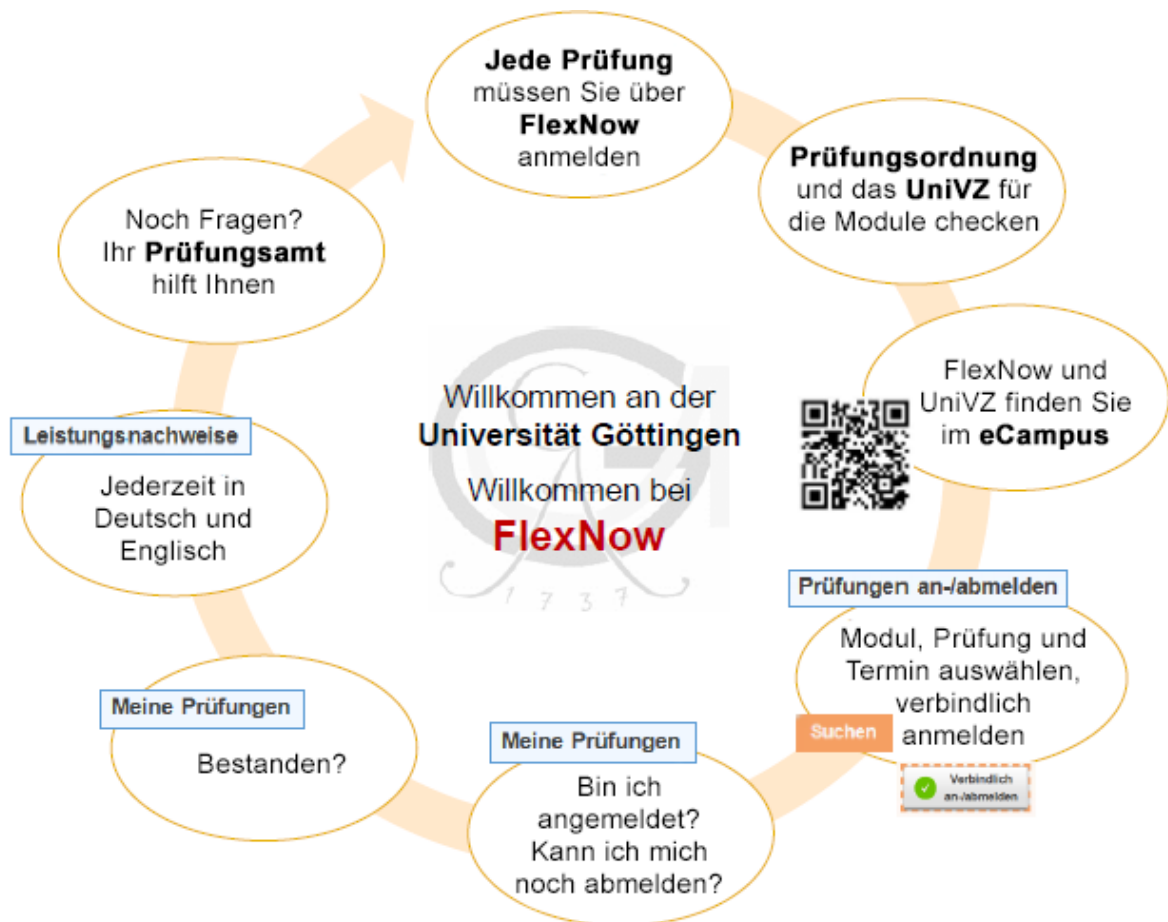 Jede Prüfung
müssen Sie über
FlexNow
anmelden
Prüfungsordnung
und das UniVZ für
die Module checken
FlexNow und
UniVZ finden Sie
im eCampus
Prüfungen an-/abmelden
Modul, Prüfung und
Termin auswählen,
verbindlich
anmelden
Suchen
Verbindlich
an-/abmelden
Meine Prüfungen
Bin ich
angemeldet?
Kann ich mich
noch abmelden?
Meine Prüfungen
Bestanden?
Leistungsnachweise
Jederzeit in
Deutsch und
Englisch
Noch Fragen?
Ihr Prüfungsamt
hilft Ihnen
Willkommen an der
Universität Göttingen
Willkommen bei
FlexNow
1737